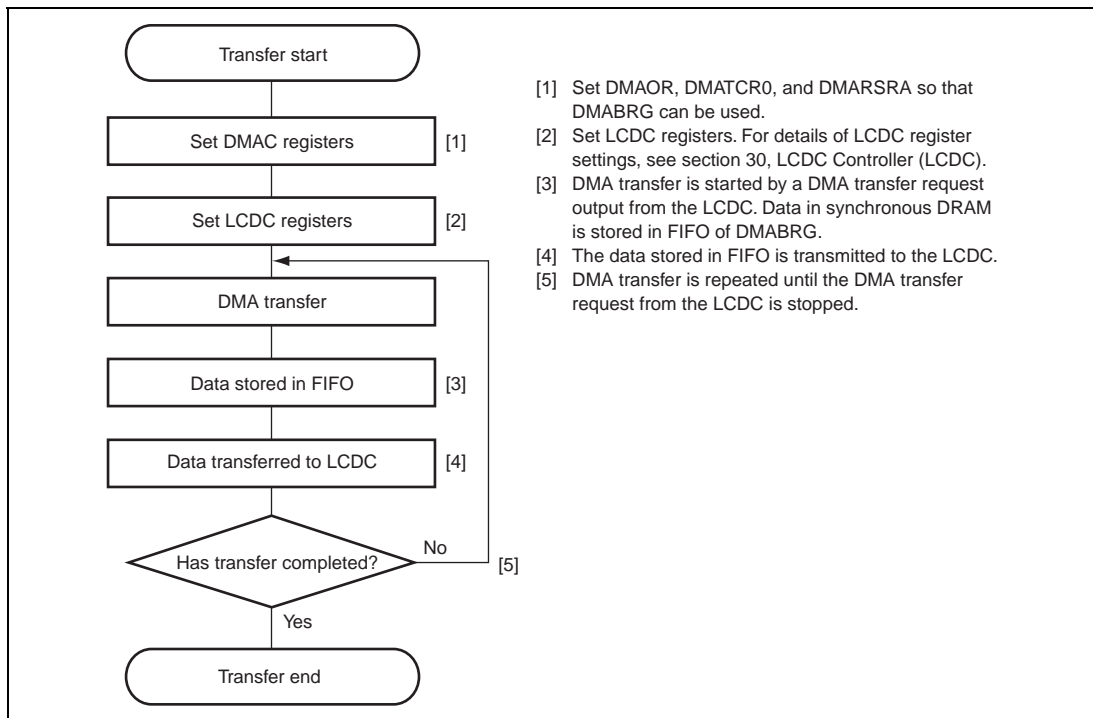 Transfer start
Set DMAC registers
[1]
Set LCDC registers
[2]
DMA transfer
Data stored in FIFO
[3]
Data transferred to LCDC
[4]
Has transfer completed?
No
[5]
Yes
Transfer end
[1] Set DMAOR, DMATCR0, and DMARSRA so that
DMABRG can be used.
[2] Set LCDC registers. For details of LCDC register
settings, see section 30, LCDC Controller (LCDC).
[3] DMA transfer is started by a DMA transfer request
output from the LCDC. Data in synchronous DRAM
is stored in FIFO of DMABRG.
[4] The data stored in FIFO is transmitted to the LCDC.
[5] DMA transfer is repeated until the DMA transfer
request from the LCDC is stopped.